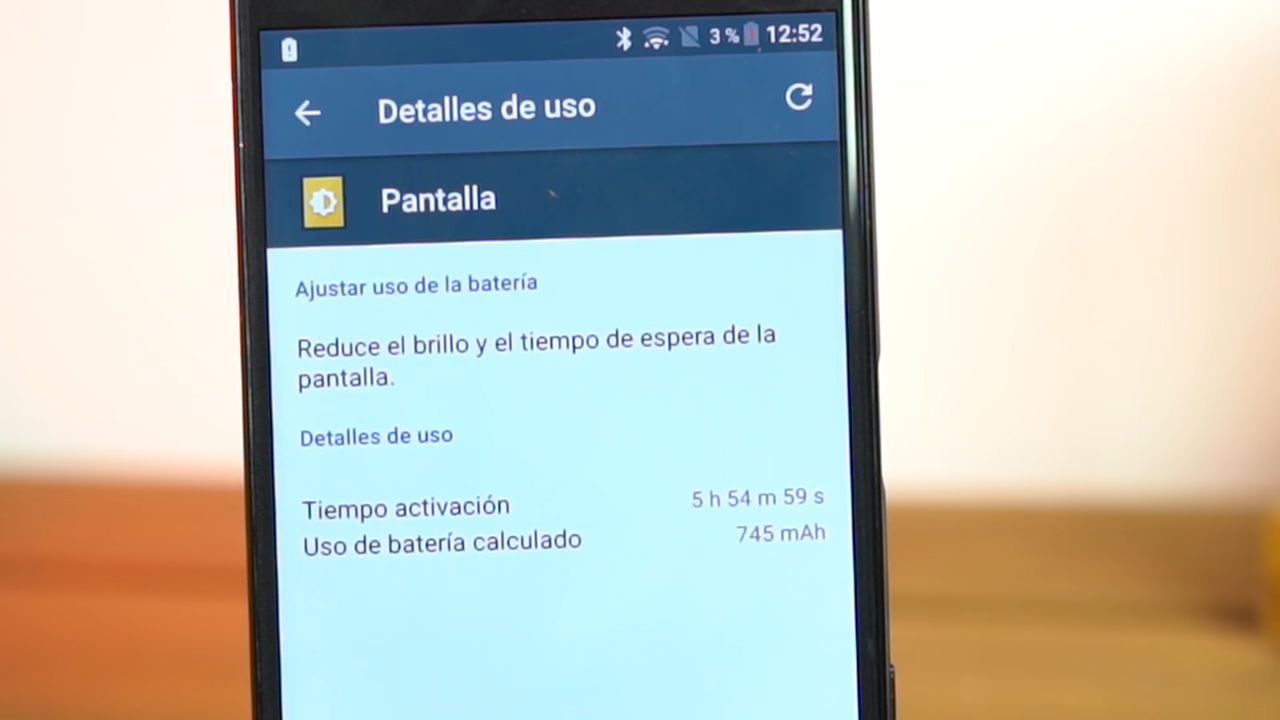 3 % 12:52
Detalles de uso
Pantalla
Ajustar uso de la batería
Reduce el brillo y el tiempo de espera de la
pantalla.
Detalles de uso
Tiempo activación 5 h 54 m 59 s
Uso de batería calculado 745 mAh